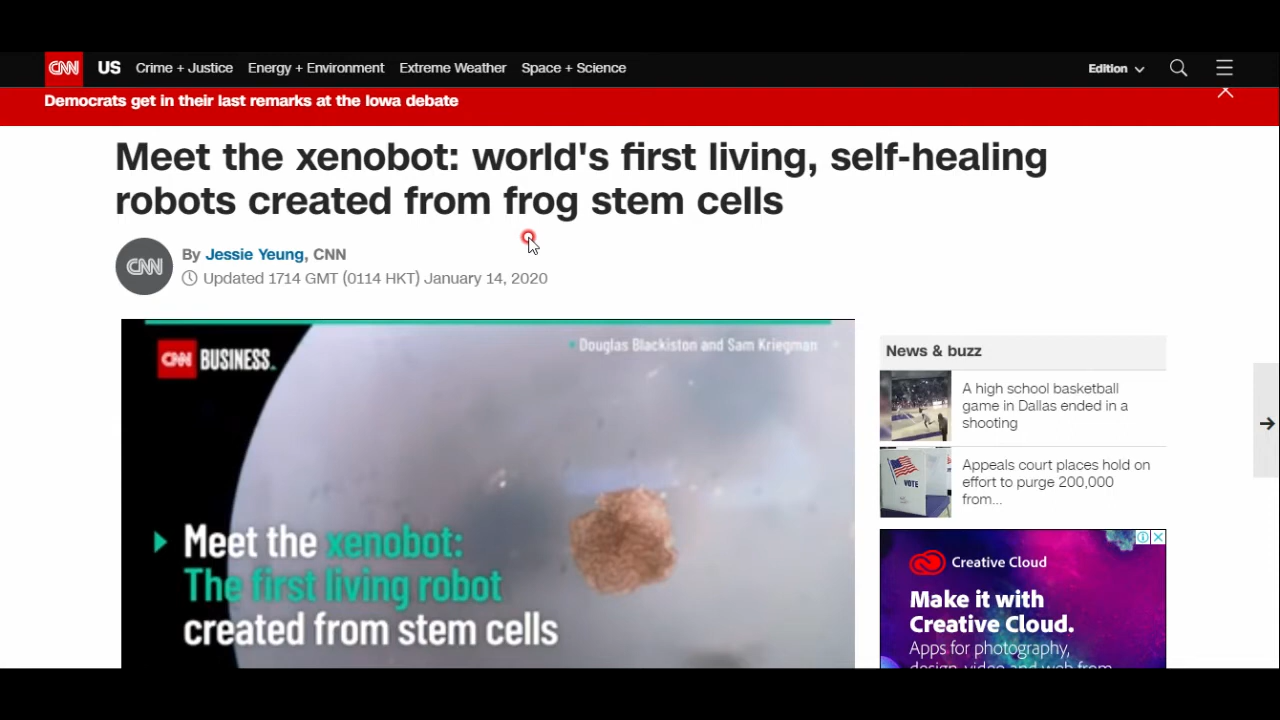 CNN US Crime + Justice Energy + Environment Extreme Weather Space + Science Edition
Democrats get in their last remarks at the Iowa debate
Meet the xenobot: world's first living, self-healing
robots created from frog stem cells
CNN
By Jessie Yeung, CNN
Updated 1714 GMT (0114 HKT) January 14, 2020
CNN BUSINESS
Douglas Blackiston and Sam Kriegman
Meet the xenobot:
The first living robot
created from stem cells
News & buzz
A high school basketball
game in Dallas ended in a
shooting
VOTE
Appeals court places hold on
effort to purge 200,000
from...
Creative Cloud
Make it with
Creative Cloud.
Apps for photography,
design, video and web from